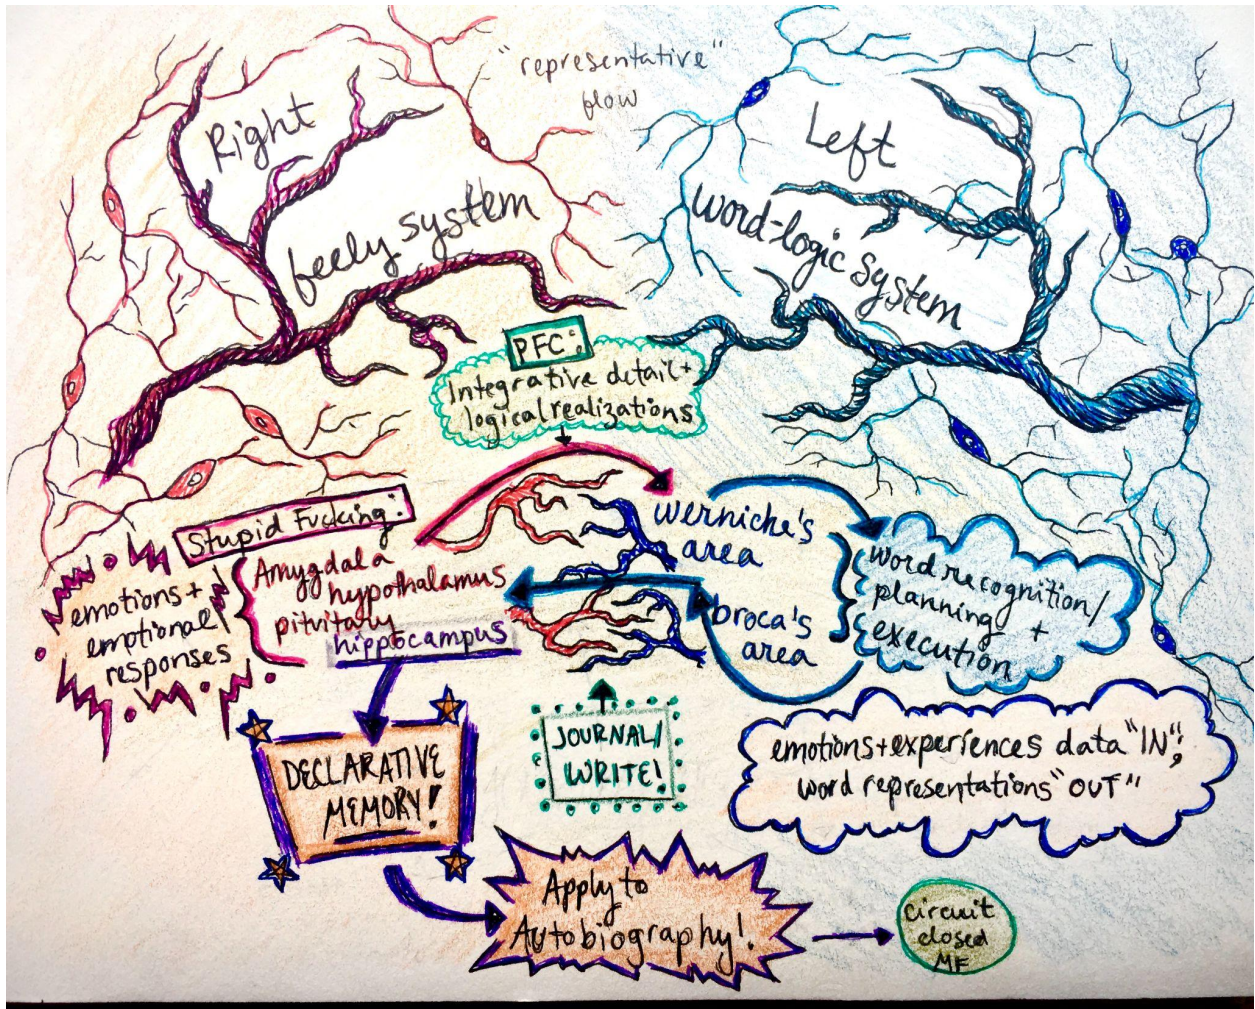 "representative"
flow
Right
feely system
Left
word-logic system
PFC:
Integrative detail +
logical realizations
Stupid Fucking:
emotions +
emotional
responses
Amygdala
hypothalamus
pituitary
hippocampus
wernicke's
area
broca's
area
word recognition/
planning +
execution
DECLARATIVE
MEMORY!
JOURNAL/
WRITE!
emotions+experiences data "IN";
word representations "OUT"
Apply to
Autobiography!
circuit
closed
MF